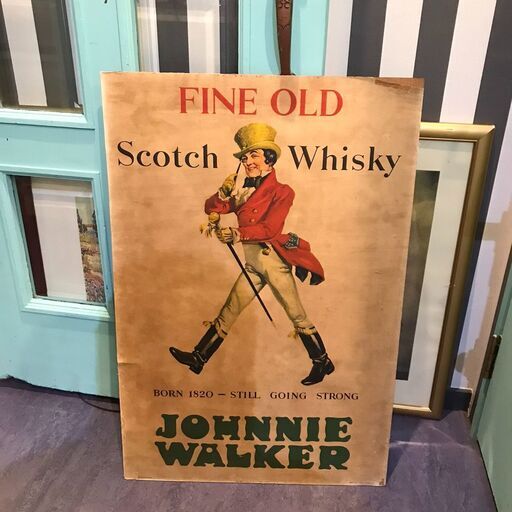 FINE OLD
Scotch Whisky
BORN 1820 – STILL GOING STRONG
JOHNNIE
WALKER